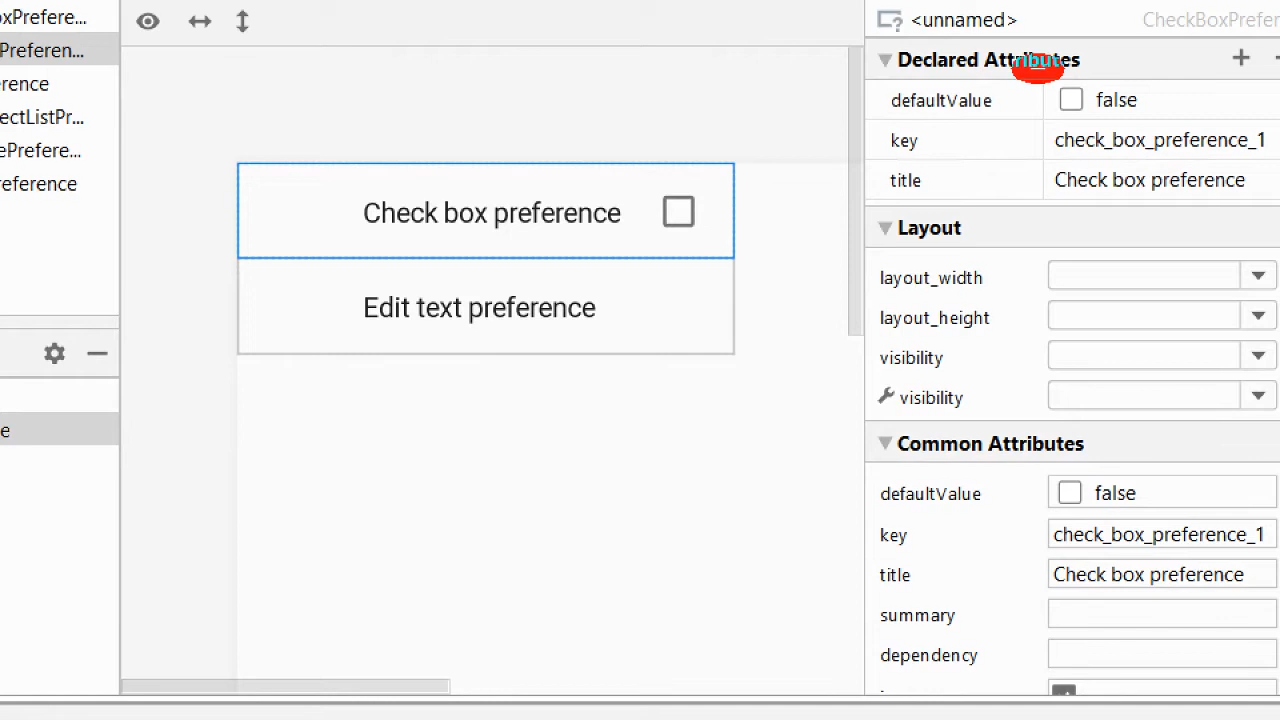 xPrefere...
Preferen...
erence
ectListPr...
ePrefere...
eference
e
Check box preference
Edit text preference
<unnamed>
CheckBoxPrefer
Declared Attributes
defaultValue false
key check_box_preference_1
title Check box preference
Layout
layout_width
layout_height
visibility
visibility
Common Attributes
defaultValue false
key check_box_preference_1
title Check box preference
summary
dependency